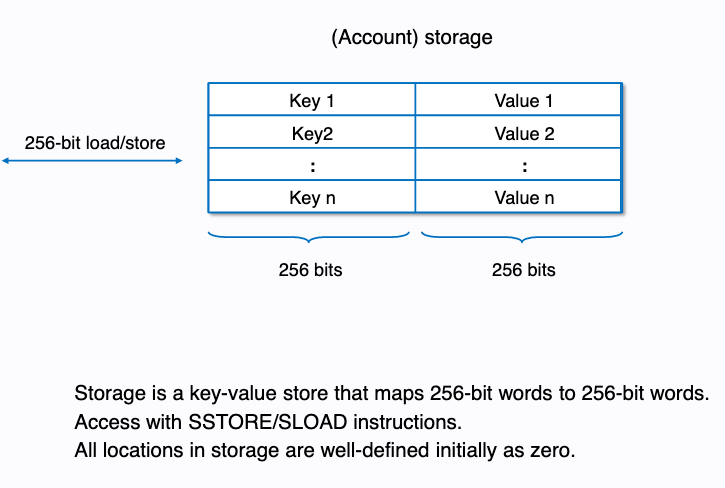 (Account) storage
Key 1 Value 1
256-bit load/store
Key2 Value 2
: :
Key n Value n
256 bits 256 bits
Storage is a key-value store that maps 256-bit words to 256-bit words.
Access with SSTORE/SLOAD instructions.
All locations in storage are well-defined initially as zero.